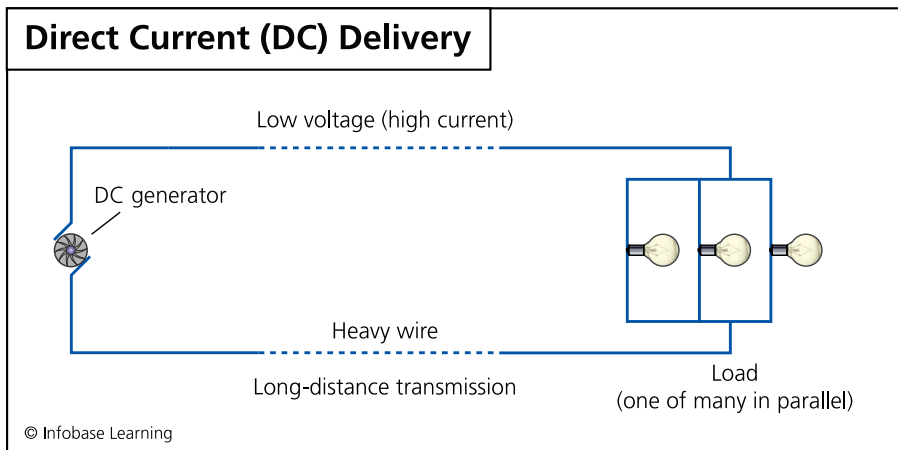 Direct Current (DC) Delivery
Low voltage (high current)
DC generator
Heavy wire
Long-distance transmission
Load
(one of many in parallel)
© Infobase Learning